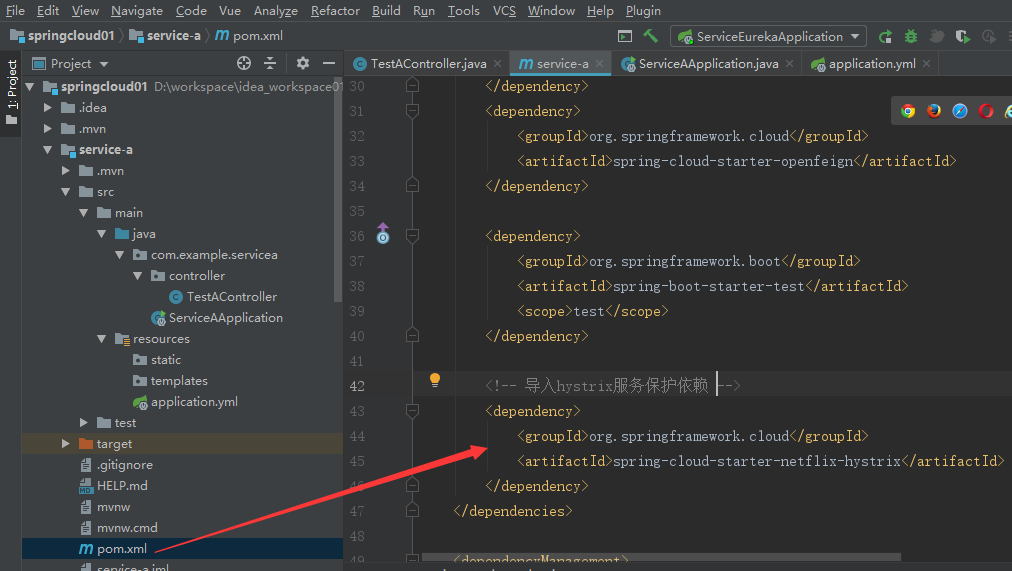 File Edit View Navigate Code Vue Analyze Refactor Build Run Tools VCS Window Help Plugin
springcloud01 service-a m pom.xml ServiceEurekaApplication
1: Project
Project
TestAController.java m service-a ServiceAApplication.java application.yml
springcloud01 D:\workspace\idea_workspace01
.idea
.mvn
service-a
.mvn
src
main
java
com.example.servicea
controller
C TestAController
ServiceAApplication
resources
static
templates
application.yml
test
target
.gitignore
HELP.md
mvnw
mvnw.cmd
m pom.xml
service-a.iml
30 </dependency>
31 <dependency>
32 <groupId>org.springframework.cloud</groupId>
33 <artifactId>spring-cloud-starter-openfeign</artifactId>
34 </dependency>
35
36 <dependency>
37 <groupId>org.springframework.boot</groupId>
38 <artifactId>spring-boot-starter-test</artifactId>
39 <scope>test</scope>
40 </dependency>
41
42 <!-- 导入hystrix服务保护依赖 -->
43 <dependency>
44 <groupId>org.springframework.cloud</groupId>
45 <artifactId>spring-cloud-starter-netflix-hystrix</artifactId>
46 </dependency>
47 </dependencies>
48
49 <dependencyManagement>